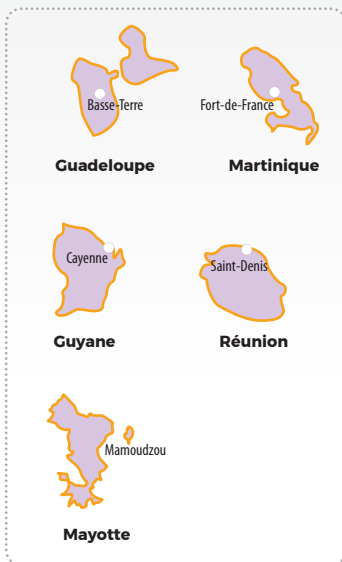 Basse-Terre
Fort-de-France
Guadeloupe
Martinique
Cayenne
Saint-Denis
Guyane
Réunion
Mamoudzou
Mayotte